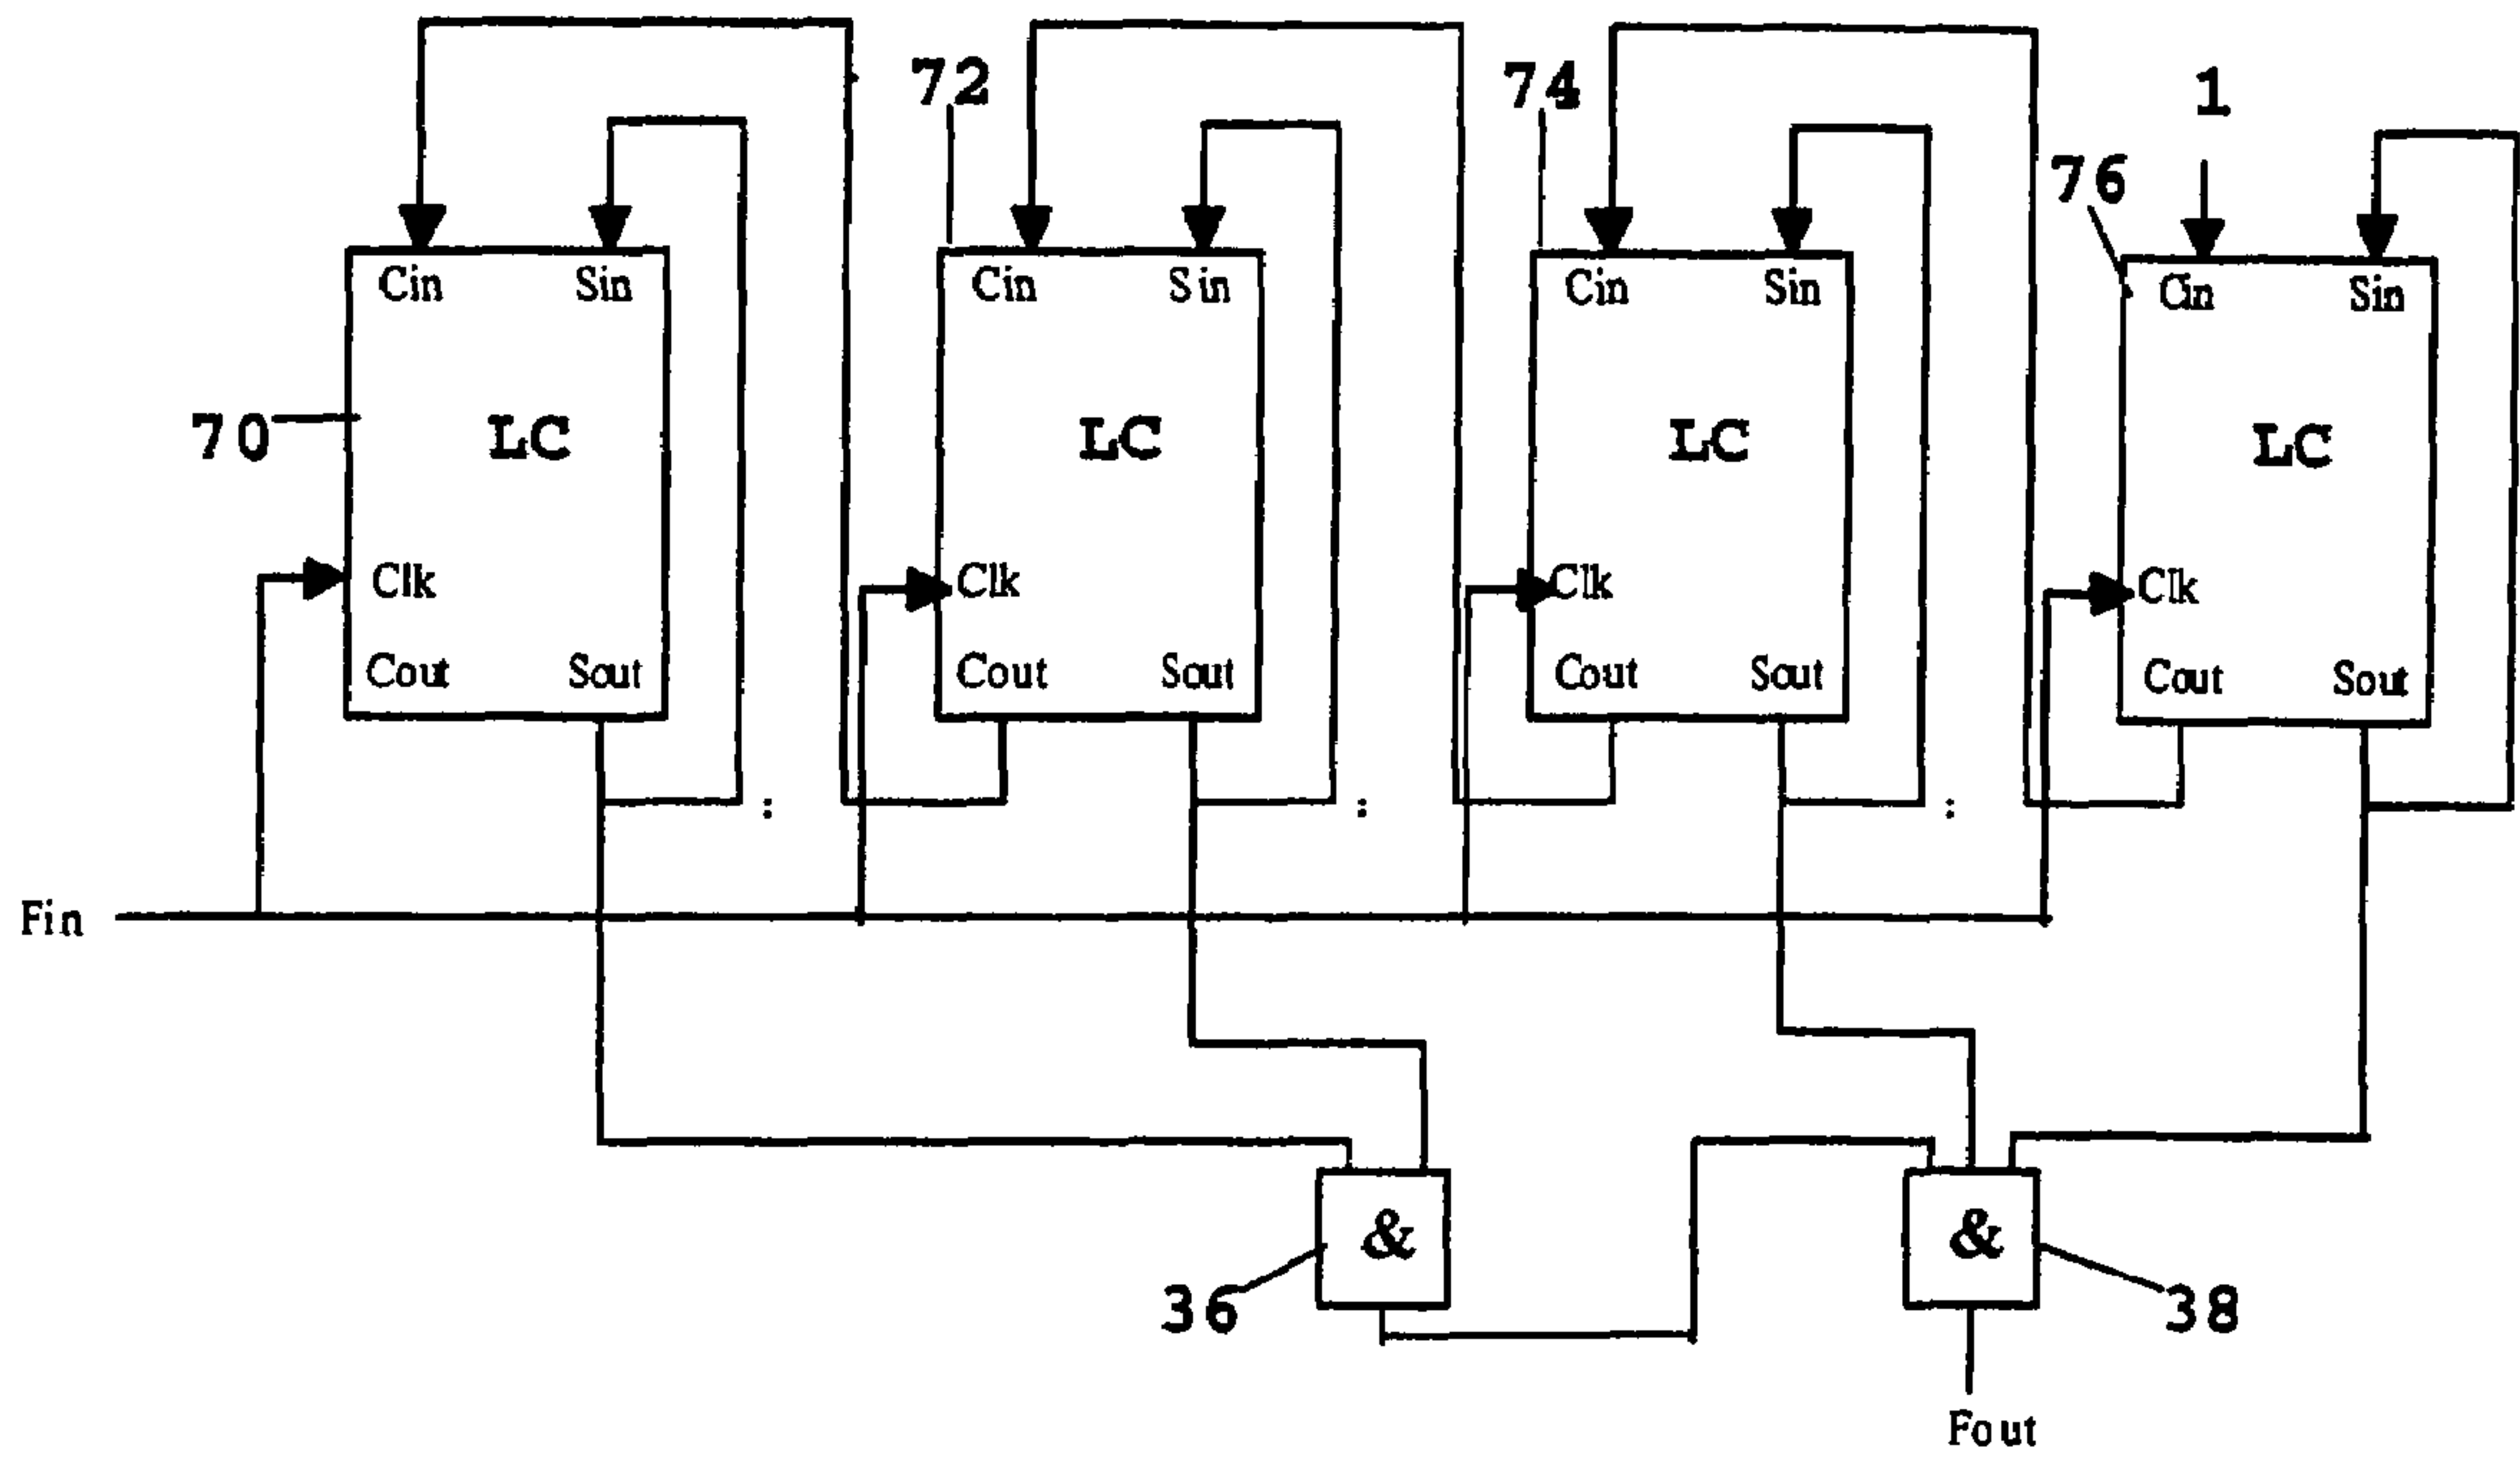 72
74
1
76
Cin Sin
Cin Sin
Cin Sin
Cin Sin
70
LC
LC
LC
LC
Clk
Clk
Clk
Clk
Cout Sout
Cout Sout
Cout Sout
Cout Sout
:
:
:
Fin
&
&
36
38
Fout